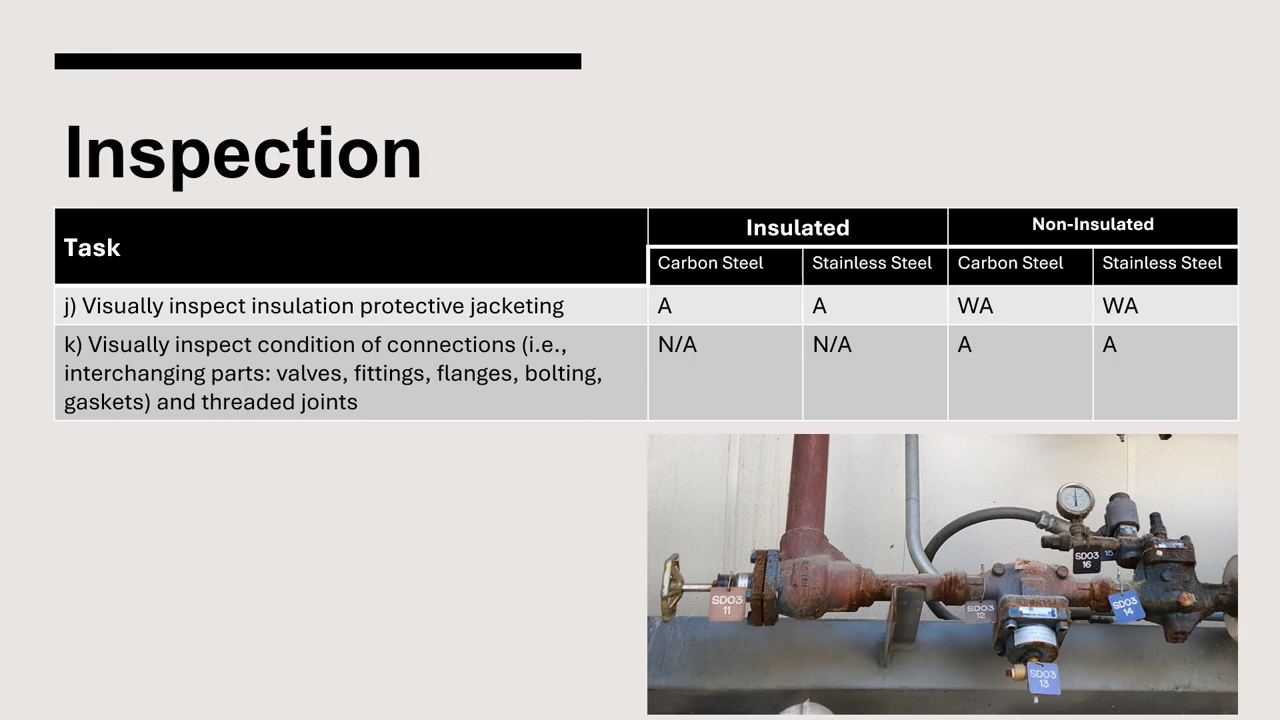 Inspection
Task
Insulated
Non-Insulated
Carbon Steel
Stainless Steel
Carbon Steel
Stainless Steel
j) Visually inspect insulation protective jacketing
A
A
WA
WA
k) Visually inspect condition of connections (i.e.,
interchanging parts: valves, fittings, flanges, bolting,
gaskets) and threaded joints
N/A
N/A
A
A
SD03
11
SD03
12
SD03
13
SD03
14
15
SD03
16